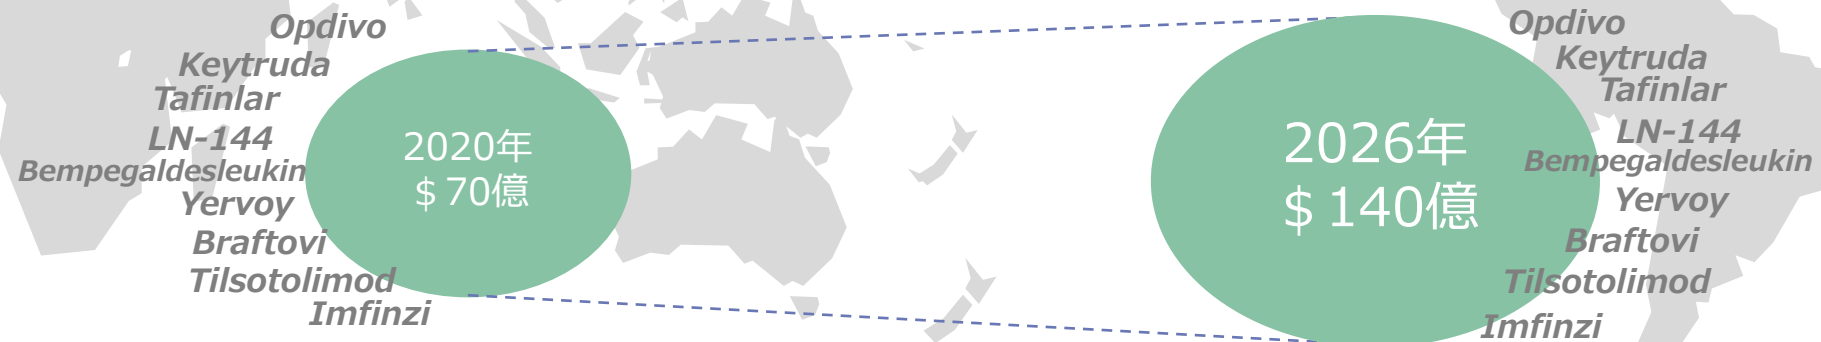 Opdivo
Keytruda
Tafinlar
LN-144
Bempegaldesleukin
Yervoy
Braftovi
Tilsotolimod
Imfinzi
2020年
＄70億
2026年
＄140億
Opdivo
Keytruda
Tafinlar
LN-144
Bempegaldesleukin
Yervoy
Braftovi
Tilsotolimod
Imfinzi